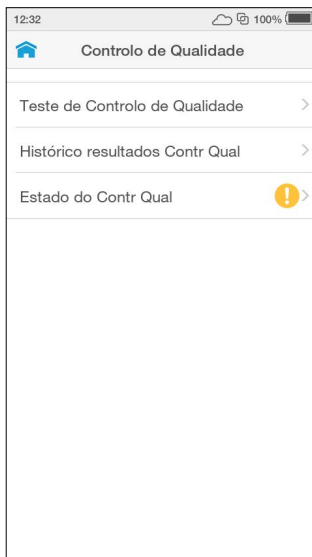 12:32 100%
Controlo de Qualidade
Teste de Controlo de Qualidade
Histórico resultados Contr Qual
Estado do Contr Qual !